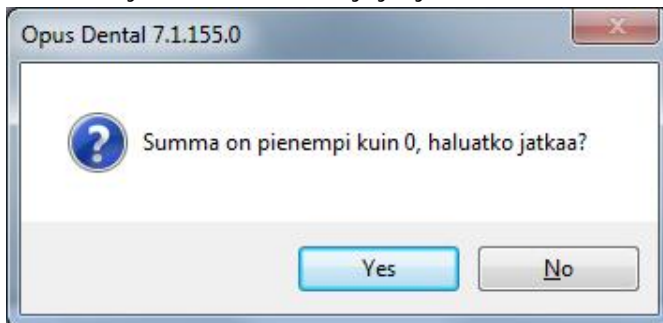 Opus Dental 7.1.155.0
Summa on pienempi kuin 0, haluatko jatkaa?
Yes No